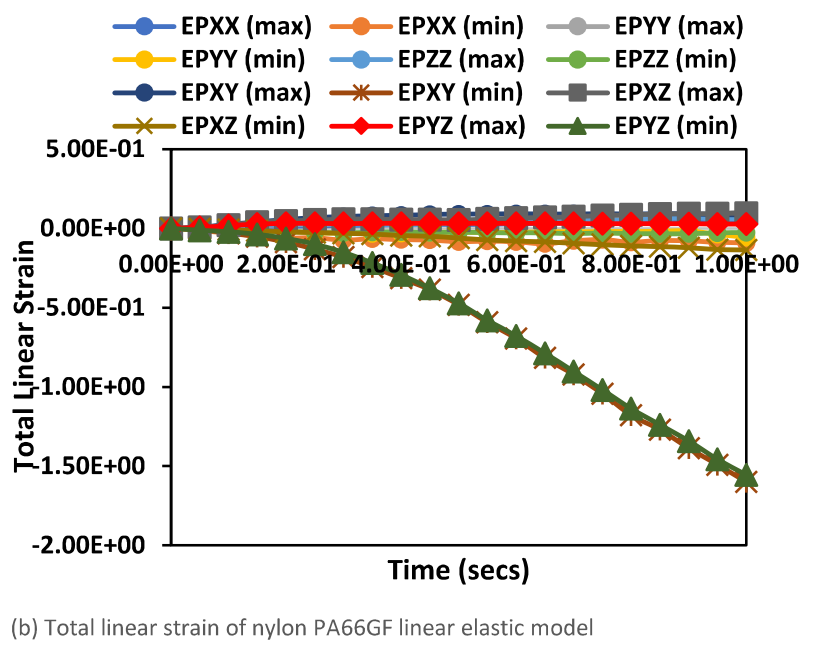 EPXX (max) EPXX (min) EPYY (max)
EPYY (min) EPZZ (max) EPZZ (min)
EPXY (max) EPXY (min) EPXZ (max)
EPXZ (min) EPYZ (max) EPYZ (min)
5.00E-01
0.00E+00
0.00E+00 2.00E-01 4.00E-01 6.00E-01 8.00E-01 1.00E+00
-5.00E-01
-1.00E+00
-1.50E+00
-2.00E+00
Total Linear Strain
Time (secs)
(b) Total linear strain of nylon PA66GF linear elastic model